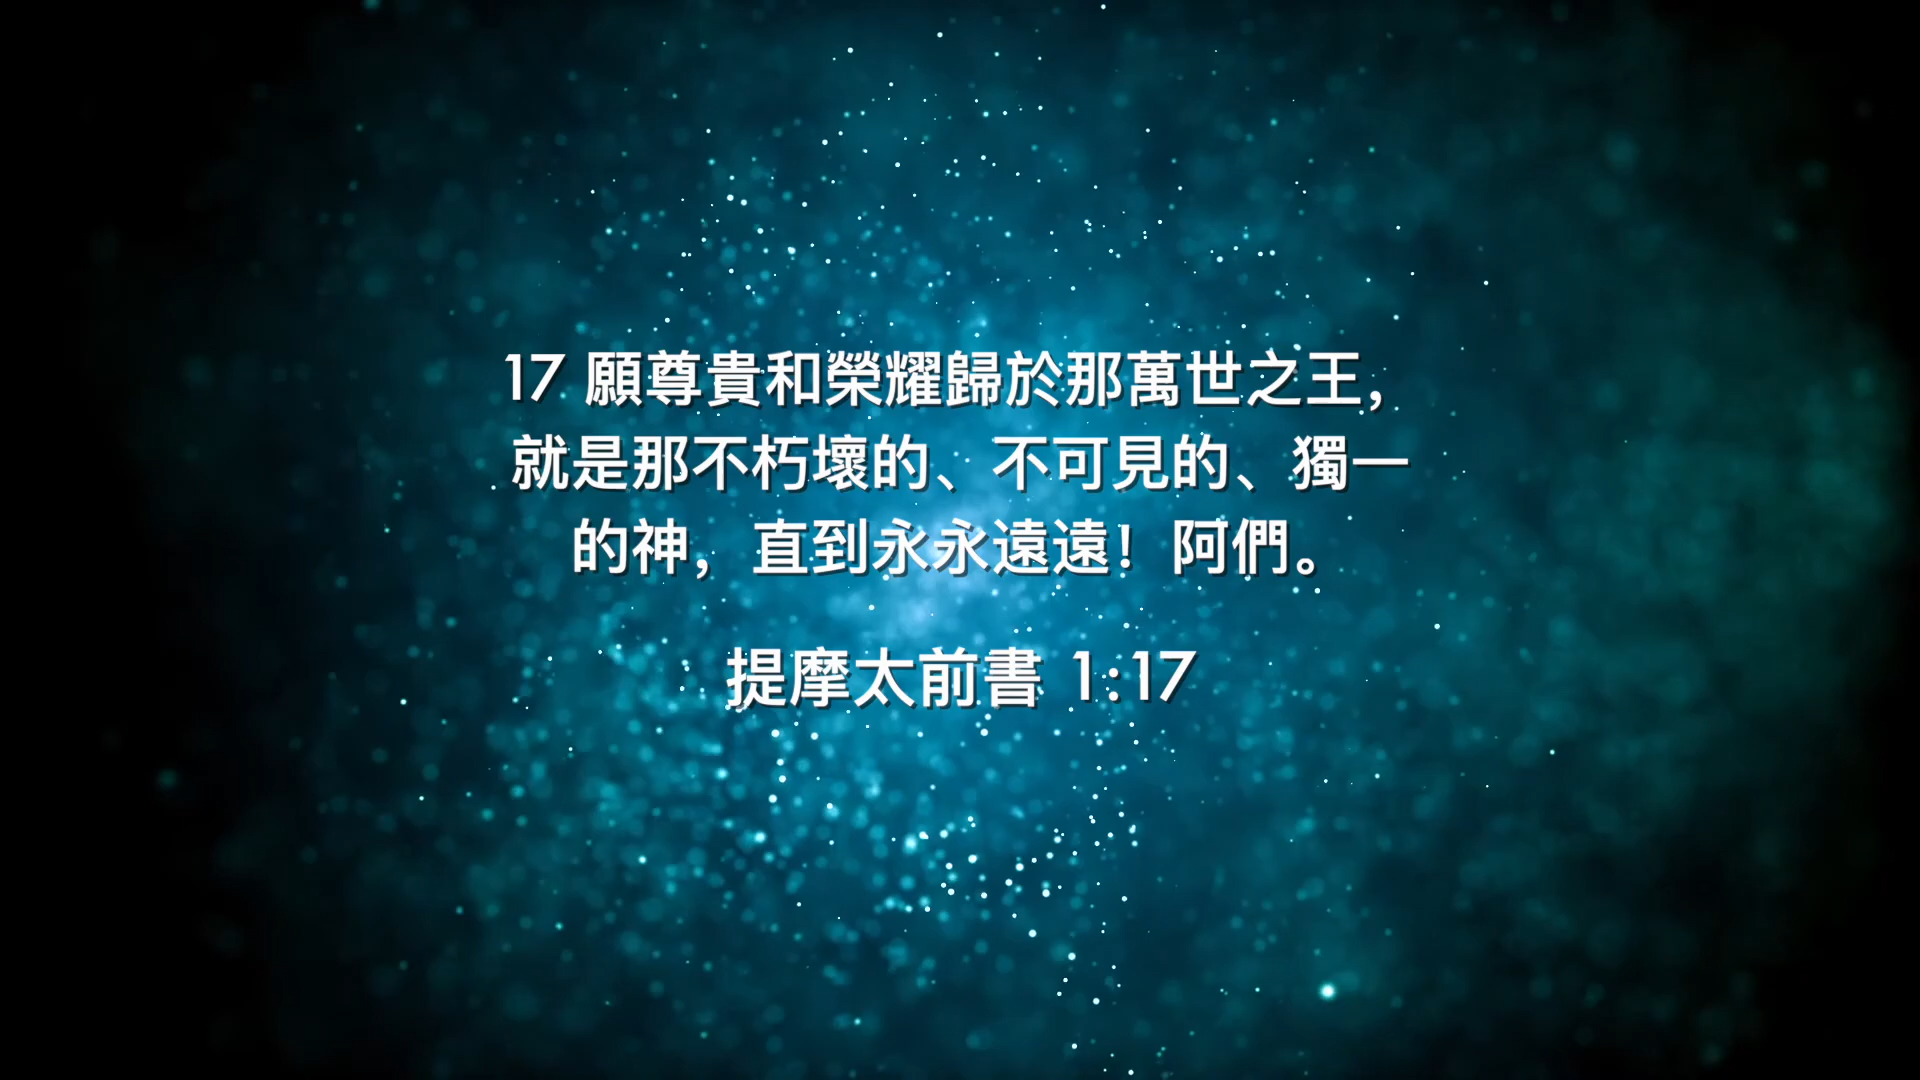 17 願尊貴和榮耀歸於那萬世之王，
就是那不朽壞的、不可見的、獨一
的神，直到永永遠遠！阿們。
提摩太前書 1:17